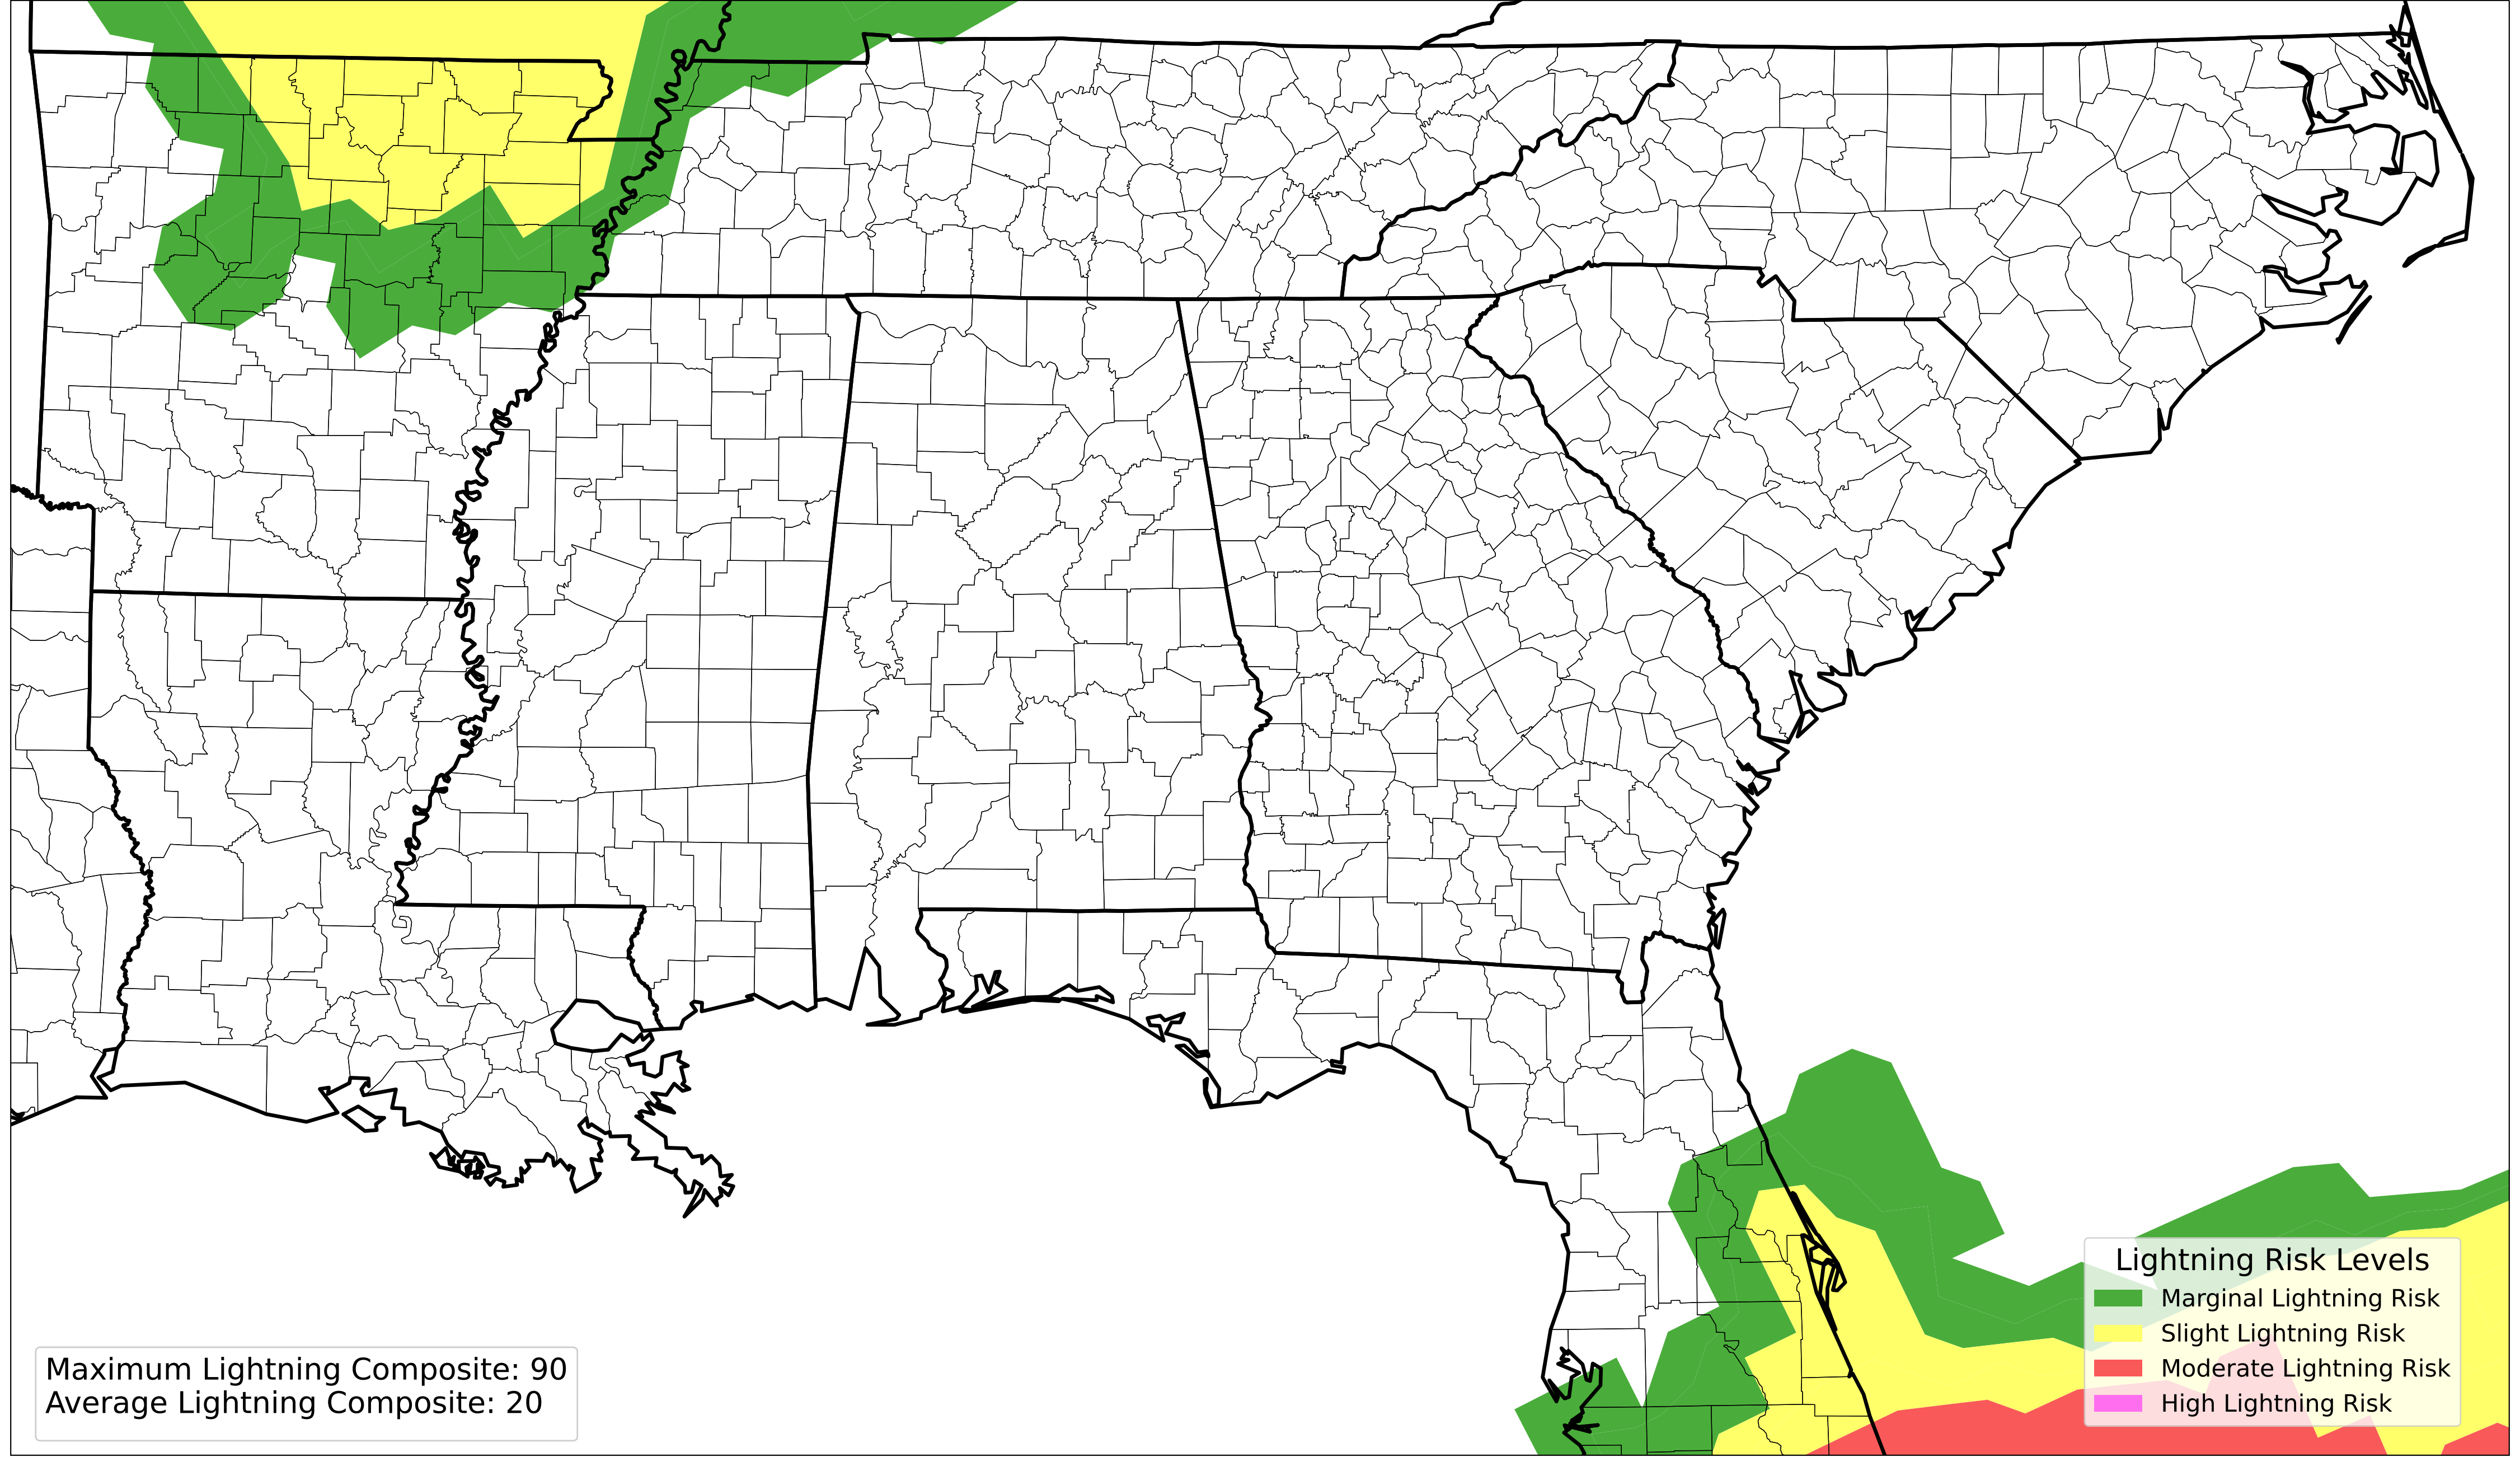 Lightning Risk Levels
Marginal Lightning Risk
Slight Lightning Risk
Moderate Lightning Risk
High Lightning Risk
Maximum Lightning Composite: 90
Average Lightning Composite: 20